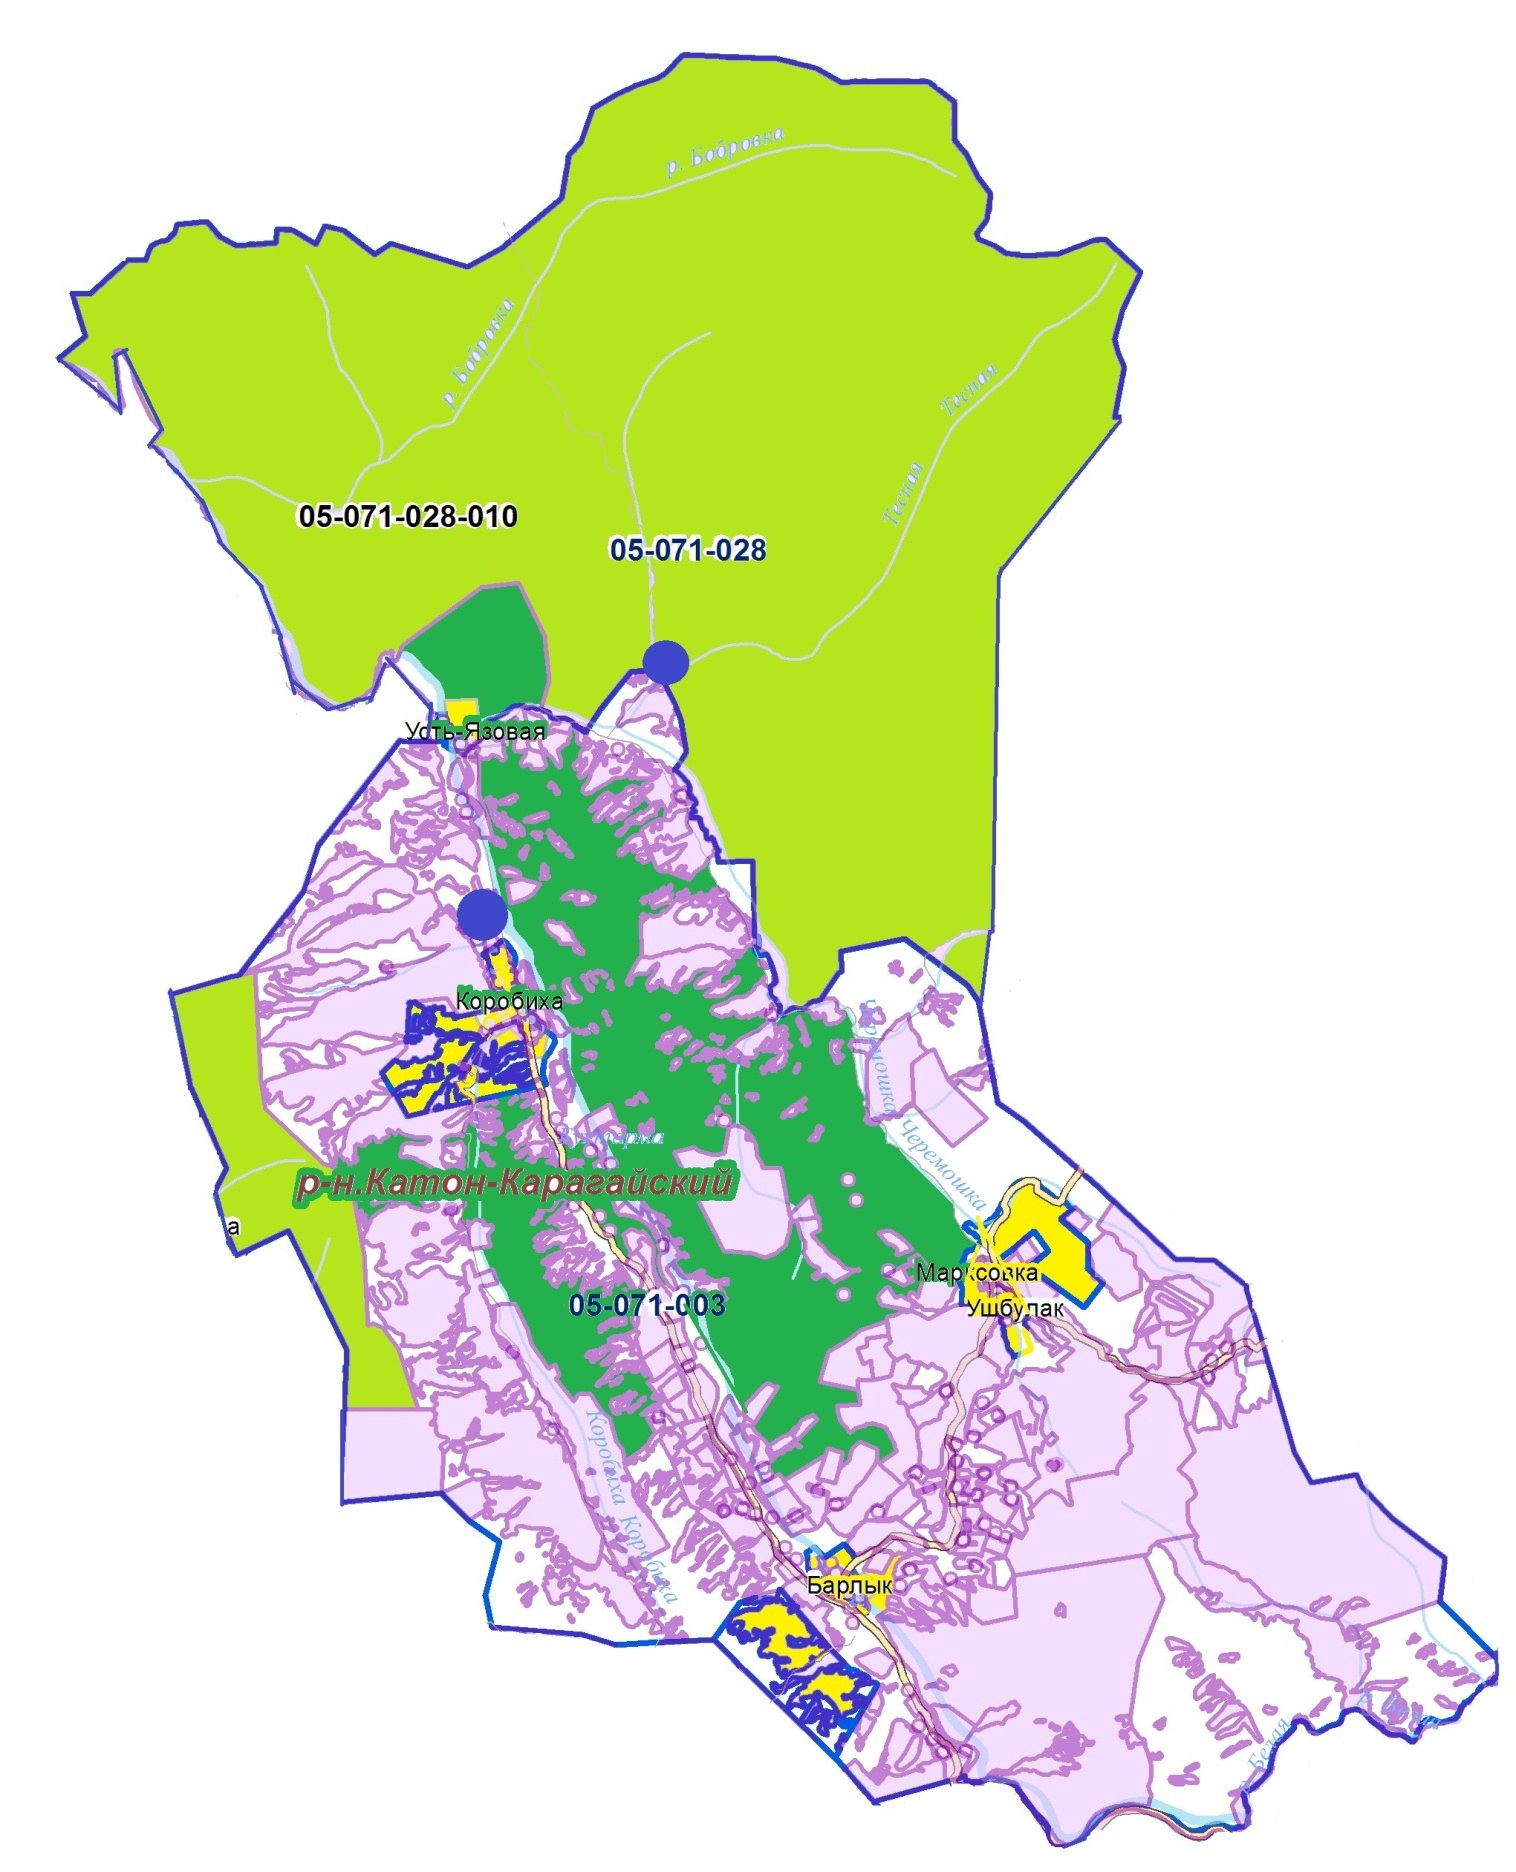 р. Бобровка
р. Бобровка
Тесная
Тесная
05-071-028-010
05-071-028
Усть-Язовая
Коробиха
Черемошка
Черемошка
р-н.Катон-Карагайский
а
Марксовка
05-071-003
Ушбулак
Коробиха
Коробиха
Барлык
р. Белая